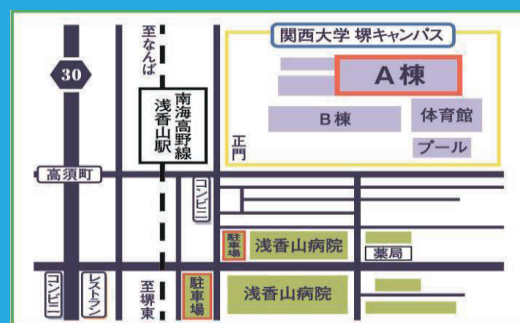 関西大学 堺キャンパス
至なんば
30
A棟
南海高野線
浅香山駅
B棟
体育館
正門
プール
高須町
コンビニ
駐車場
浅香山病院
薬局
コンビニ
レストラン
至堺東
駐車場
浅香山病院